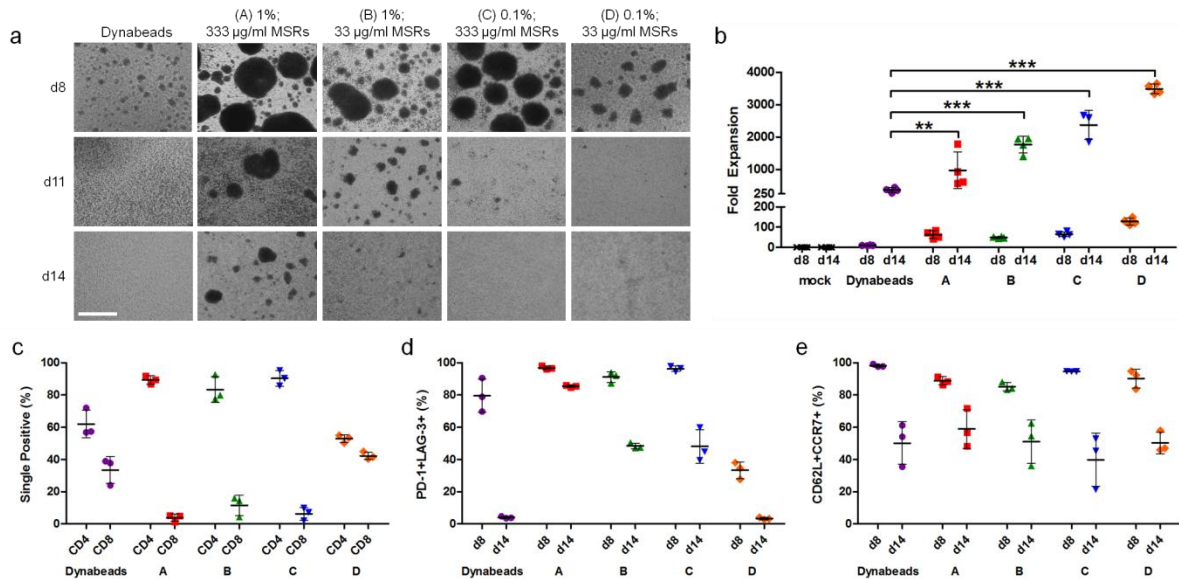 a
Dynabeads
(A) 1%;
333 µg/ml MSRs
(B) 1%;
33 µg/ml MSRs
(C) 0.1%;
333 µg/ml MSRs
(D) 0.1%;
33 µg/ml MSRs
d8
d11
d14
b
Fold Expansion
4000
3000
2000
1000
250
200
100
0
***
***
***
**
d8 d14 d8 d14 d8 d14 d8 d14 d8 d14 d8 d14
mock Dynabeads A B C D
c
Single Positive (%)
100
80
60
40
20
0
CD4 CD8 CD4 CD8 CD4 CD8 CD4 CD8 CD4 CD8
Dynabeads A B C D
d
PD-1+LAG-3+ (%)
100
80
60
40
20
0
d8 d14 d8 d14 d8 d14 d8 d14 d8 d14
Dynabeads A B C D
e
CD62L+CCR7+ (%)
100
80
60
40
20
0
d8 d14 d8 d14 d8 d14 d8 d14 d8 d14
Dynabeads A B C D